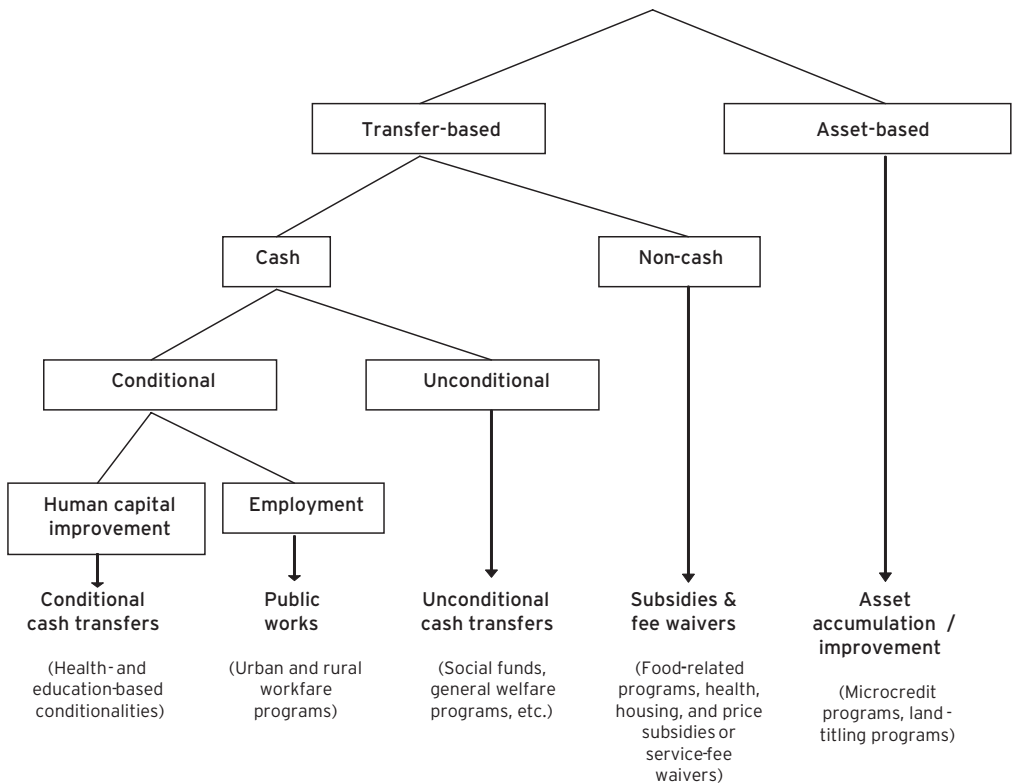 Transfer-based
Asset-based
Cash
Non-cash
Conditional
Unconditional
Human capital
improvement
Employment
Conditional
cash transfers
(Health- and
education-based
conditionalities)
Public
works
(Urban and rural
workfare
programs)
Unconditional
cash transfers
(Social funds,
general welfare
programs, etc.)
Subsidies &
fee waivers
(Food-related
programs, health,
housing, and price
subsidies or
service-fee
waivers)
Asset
accumulation /
improvement
(Microcredit
programs, land-
titling programs)